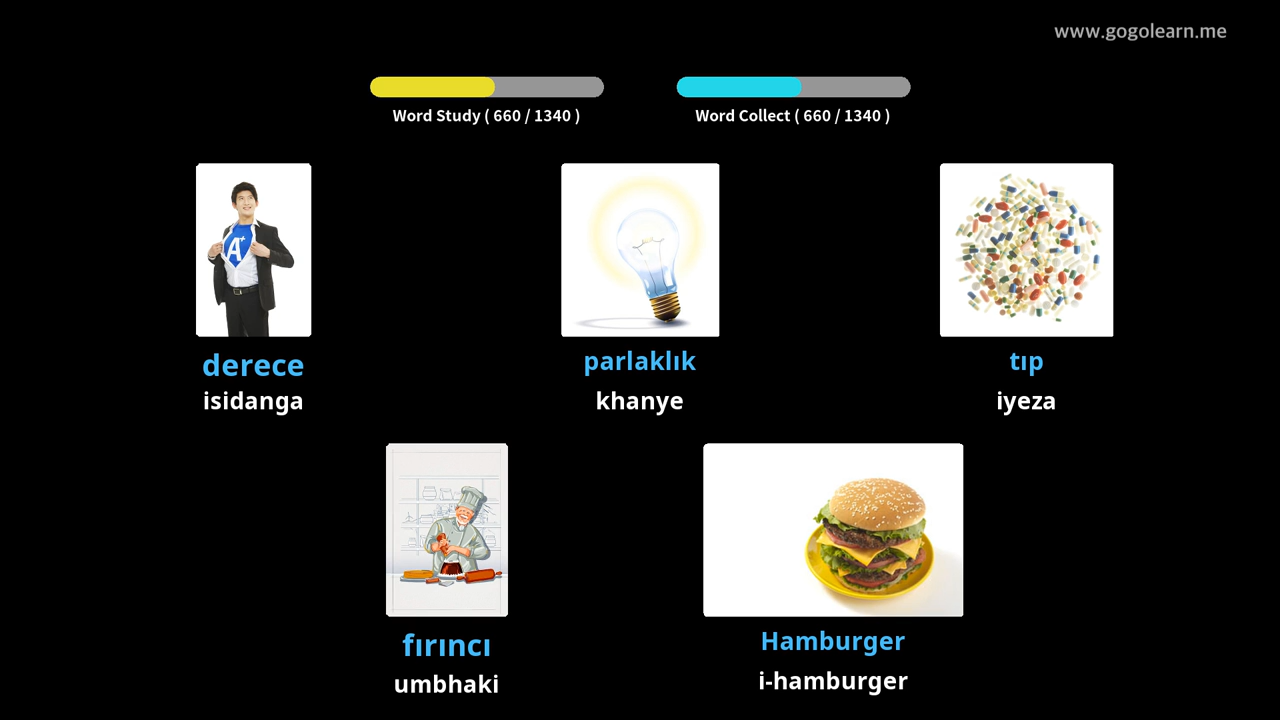 www.gogolearn.me
Word Study ( 660 / 1340 )
Word Collect ( 660 / 1340 )
A+
derece
isidanga
parlaklık
khanye
tıp
iyeza
fırıncı
umbhaki
Hamburger
i-hamburger